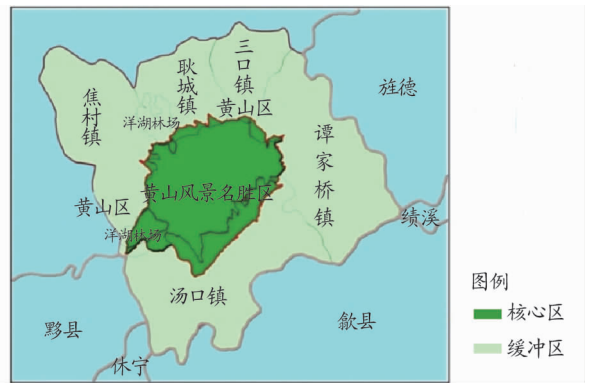 三口镇
耿城镇
焦村镇
旌德
黄山区
洋湖林场
谭家桥镇
黄山风景名胜区
黄山区
绩溪
洋湖林场
图例
汤口镇
核心区
黟县
歙县
缓冲区
休宁